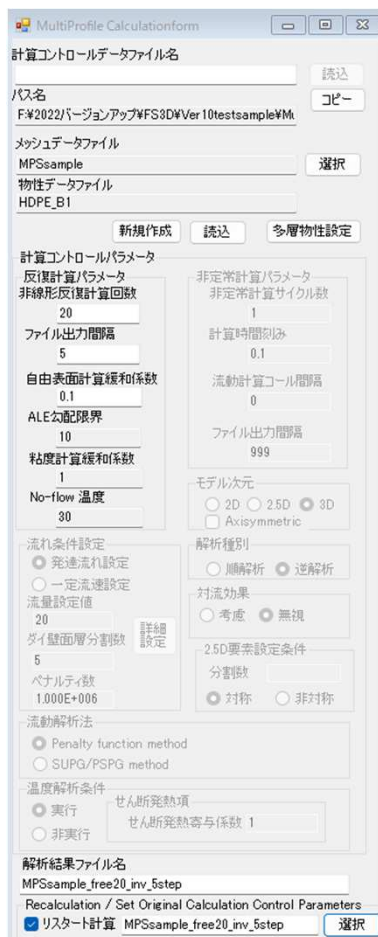 MultiProfile Calculationform
計算コントロールデータファイル名
読込
パス名
コピー
F:¥2022バージョンアップ¥FS3D¥Ver10testsample¥Mu
メッシュデータファイル
MPSsample 選択
物性データファイル
HDPE_B1
新規作成 読込 多層物性設定
計算コントロールパラメータ
反復計算パラメータ
非線形反復計算回数
20
ファイル出力間隔
5
自由表面計算緩和係数
0.1
ALE勾配限界
10
粘度計算緩和係数
1
No-flow 温度
30
非定常計算パラメータ
非定常計算サイクル数
1
計算時間刻み
0.1
流動計算コール間隔
0
ファイル出力間隔
999
モデル次元
2D 2.5D 3D
Axisymmetric
流れ条件設定
発達流れ設定
一定流速設定
流量設定値
20
ダイ壁面層分割数
5
詳細設定
ペナルティ数
1.000E+006
解析種別
順解析 逆解析
対流効果
考慮 無視
2.5D要素設定条件
分割数
対称 非対称
流動解析法
Penalty function method
SUPG/PSPG method
温度解析条件
実行
非実行
せん断発熱項
せん断発熱寄与係数 1
解析結果ファイル名
MPSsample_free20_inv_5step
Recalculation / Set Original Calculation Control Parameters
リスタート計算 MPSsample_free20_inv_5step 選択